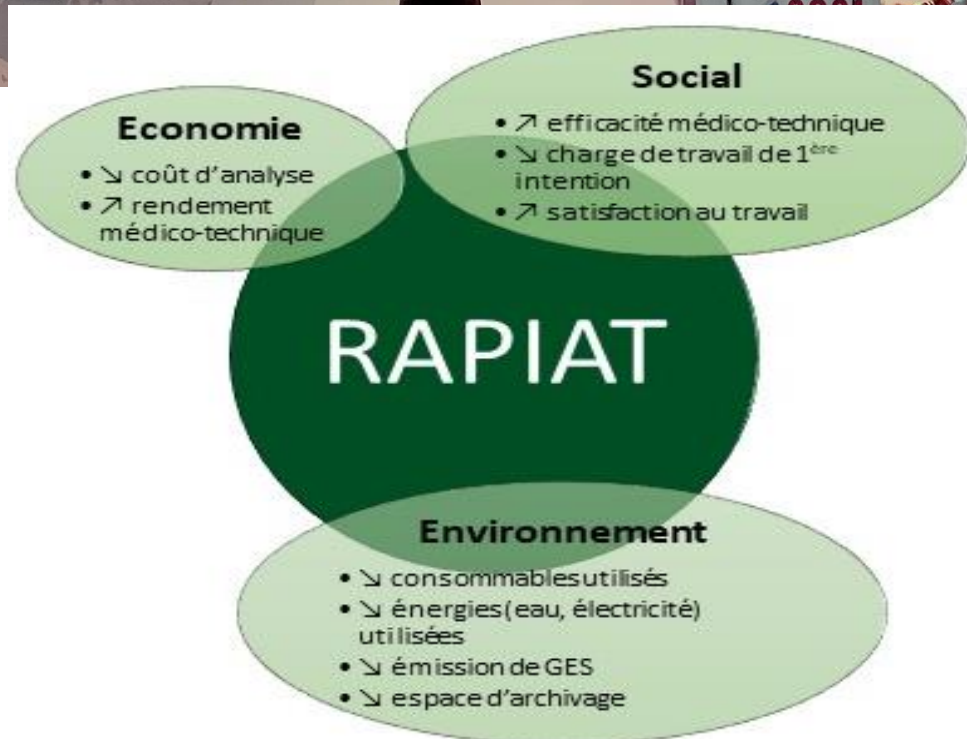 Economie
• ↘ coût d'analyse
• ↗ rendement
médico-technique
Social
• ↗ efficacité médico-technique
• ↘ charge de travail de 1ère
intention
• ↗ satisfaction au travail
RAPIAT
Environnement
• ↘ consommables utilisés
• ↘ énergies (eau, électricité)
utilisées
• ↘ émission de GES
• ↘ espace d'archivage